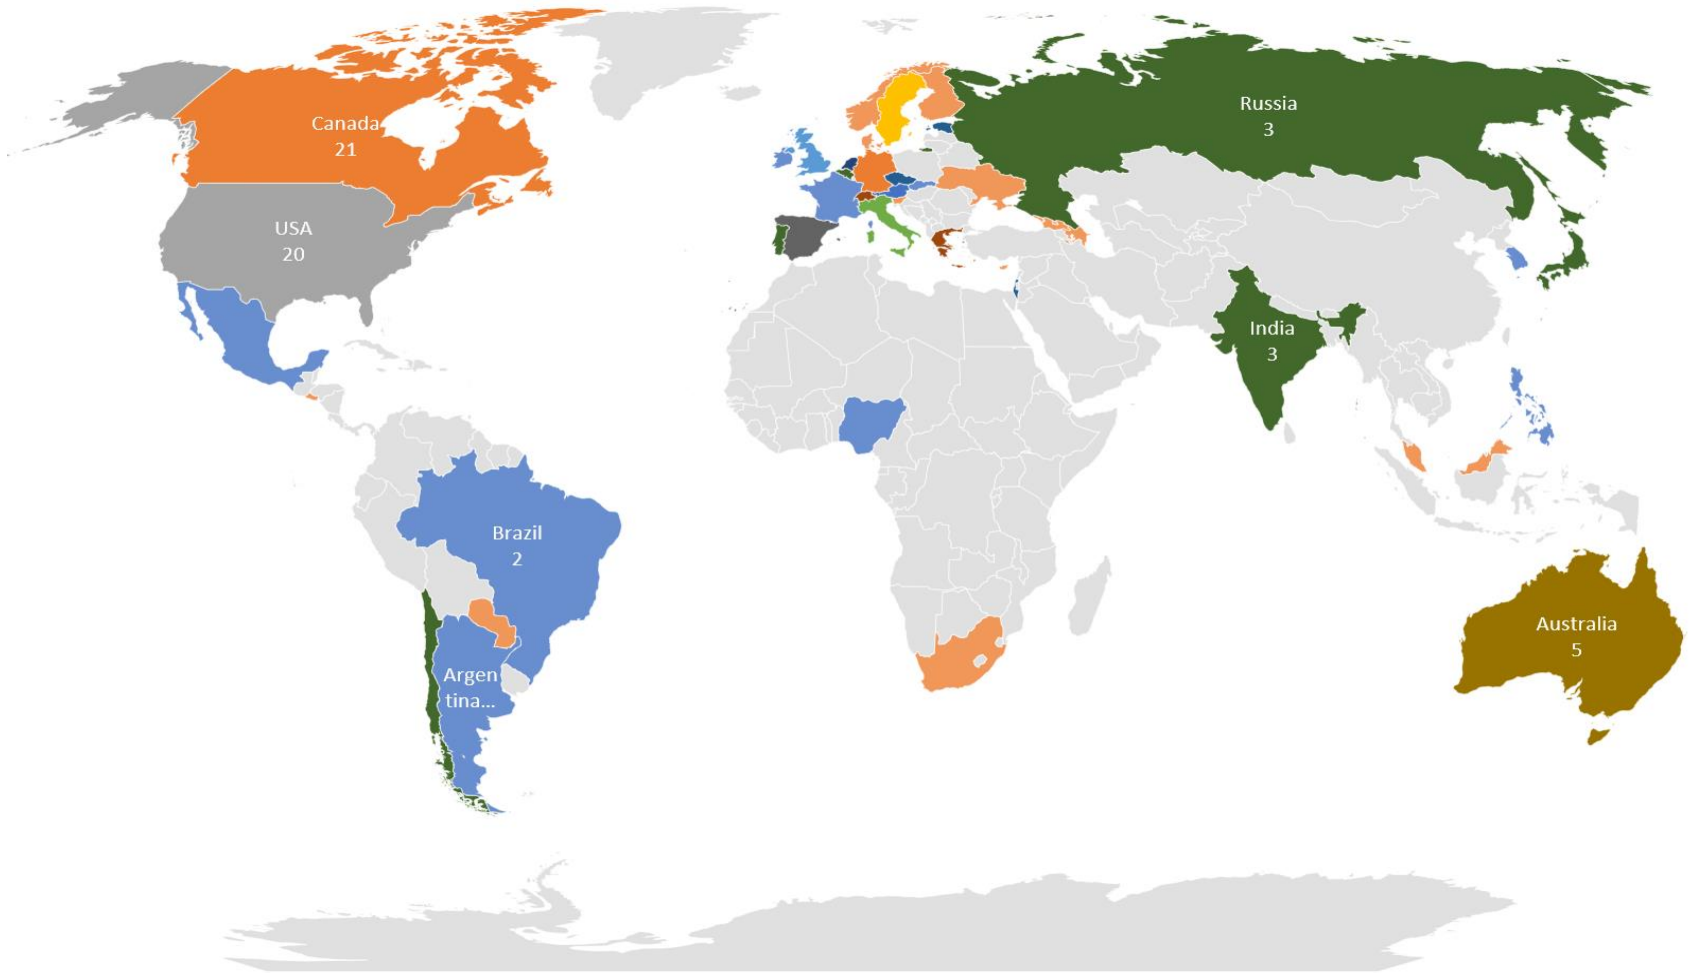 Canada
21
USA
20
Russia
3
India
3
Brazil
2
Argen
tina...
Australia
5